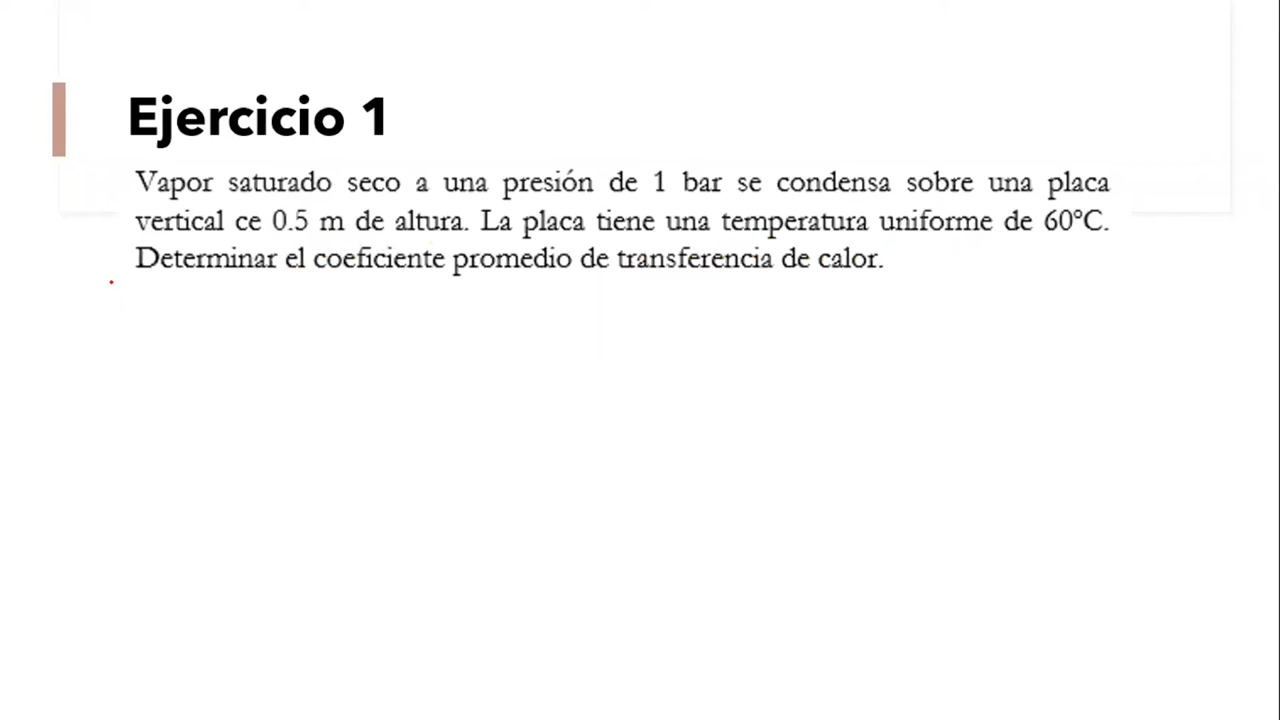 Ejercicio 1
Vapor saturado seco a una presión de 1 bar se condensa sobre una placa
vertical ce 0.5 m de altura. La placa tiene una temperatura uniforme de 60°C.
Determinar el coeficiente promedio de transferencia de calor.